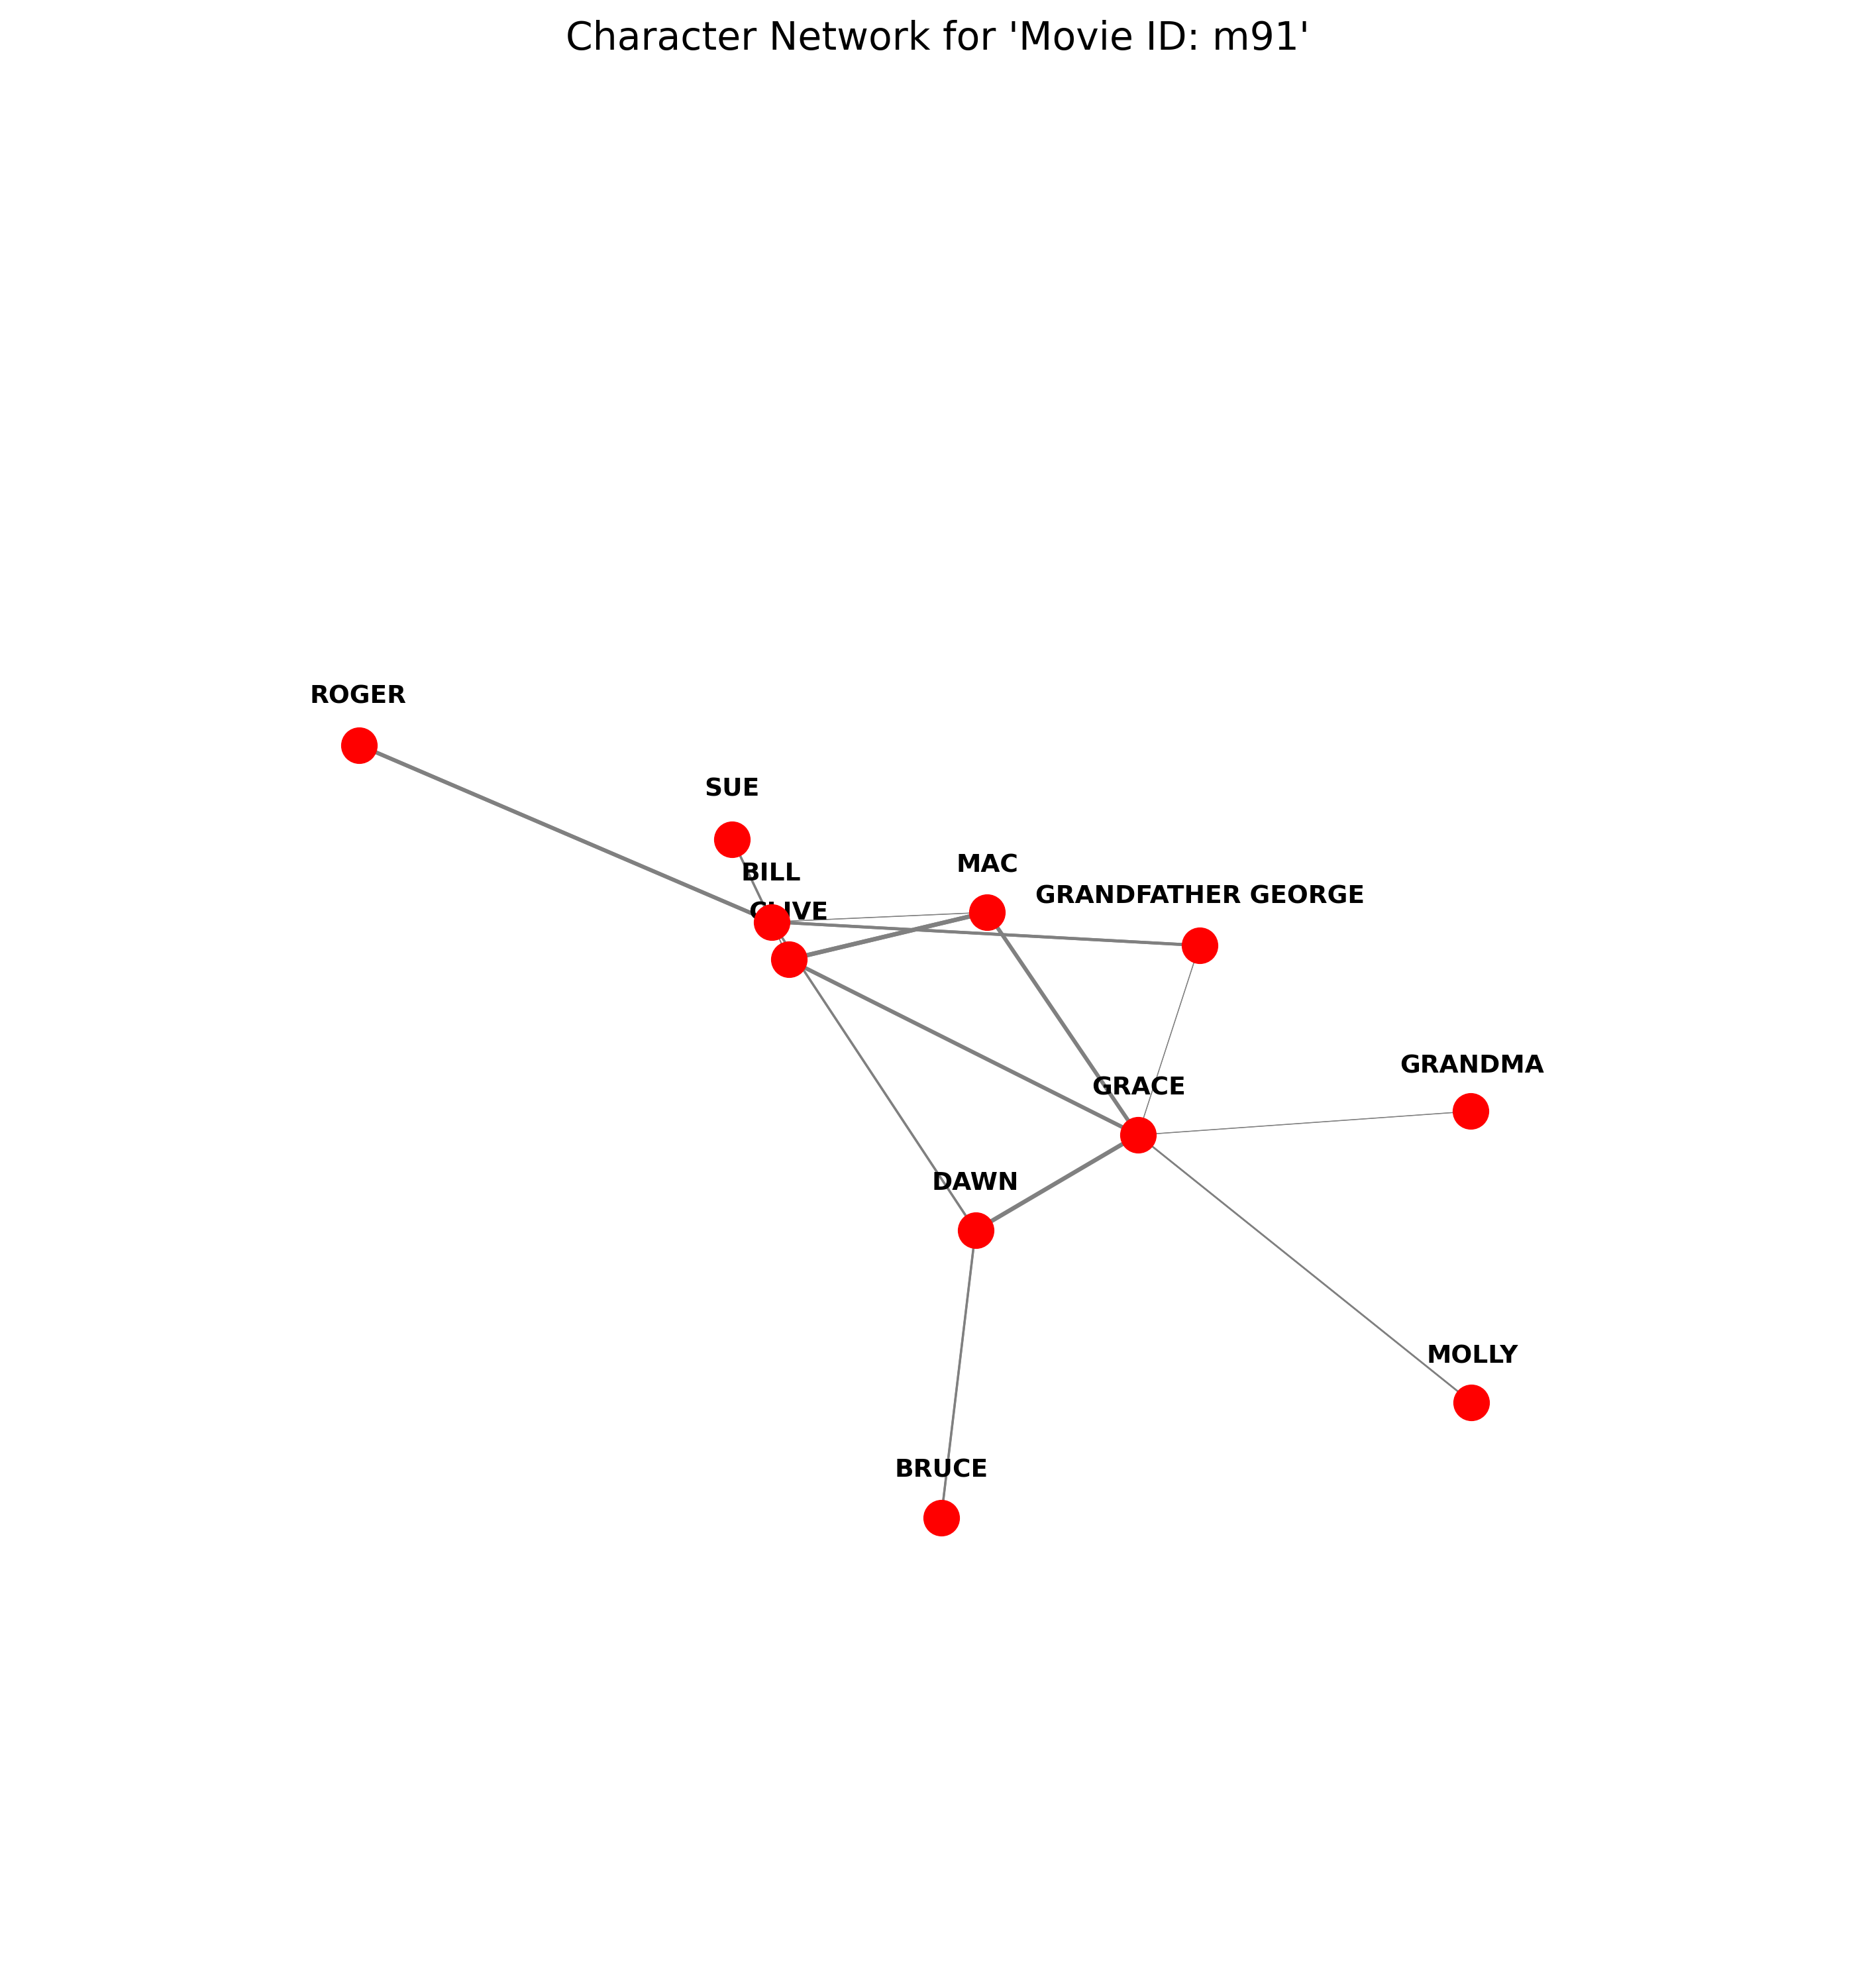 Character Network for 'Movie ID: m91'
ROGER
SUE
BILL
MAC
GRANDFATHER GEORGE
CLIVE
GRANDMA
GRACE
DAWN
MOLLY
BRUCE